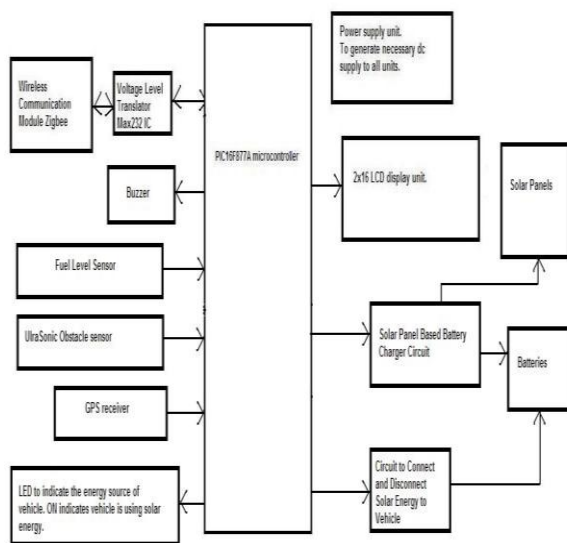 Power supply unit.
To generate necessary dc
supply to all units.
Wireless
Communication
Module Zigbee
Voltage Level
Translator
Max232 IC
PIC16F877A microcontroller
2x16 LCD display unit.
Solar Panels
Buzzer
Fuel Level Sensor
UlraSonic Obstacle sensor
Solar Panel Based Battery
Charger Circuit
Batteries
GPS receiver
Circuit to Connect
and Disconnect
Solar Energy to
Vehicle
LED to indicate the energy source of
vehicle. ON indicates vehicle is using solar
energy.